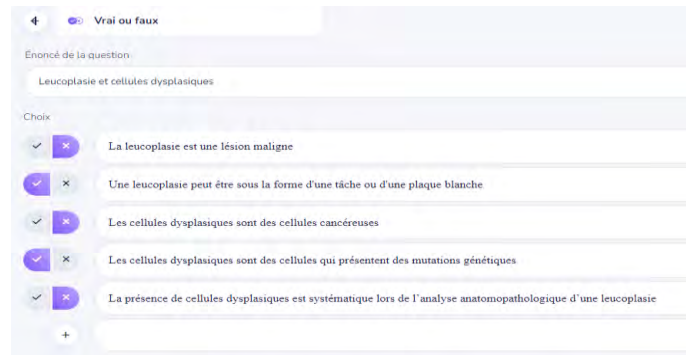 Vrai ou faux
Énoncé de la question
Leucoplasie et cellules dysplasiques
Choix
La leucoplasie est une lésion maligne
Une leucoplasie peut être sous la forme d'une tâche ou d'une plaque blanche
Les cellules dysplasiques sont des cellules cancéreuses
Les cellules dysplasiques sont des cellules qui présentent des mutations génétiques
La présence de cellules dysplasiques est systématique lors de l'analyse anatomopathologique d'une leucoplasie